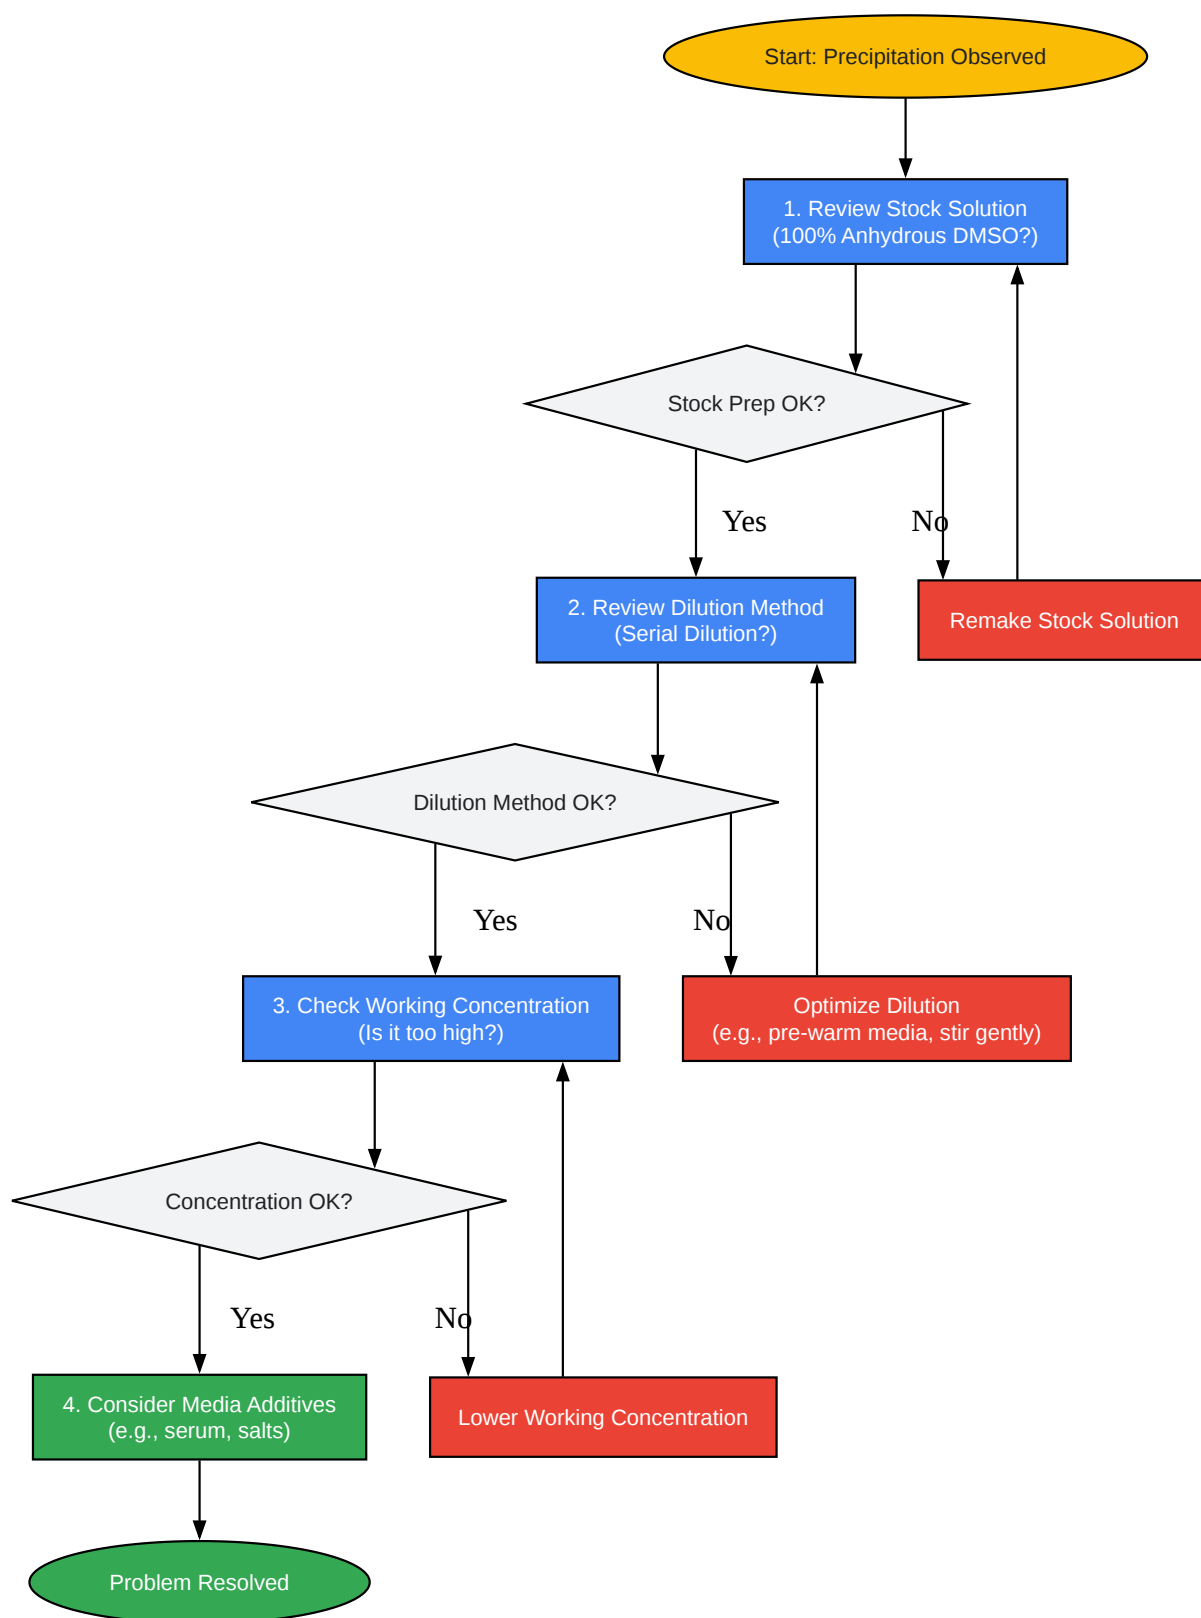 Start: Precipitation Observed
1. Review Stock Solution
(100% Anhydrous DMSO?)
Stock Prep OK?
Yes
No
2. Review Dilution Method
(Serial Dilution?)
Remake Stock Solution
Dilution Method OK?
Yes
No
3. Check Working Concentration
(Is it too high?)
Optimize Dilution
(e.g., pre-warm media, stir gently)
Concentration OK?
Yes
No
4. Consider Media Additives
(e.g., serum, salts)
Lower Working Concentration
Problem Resolved